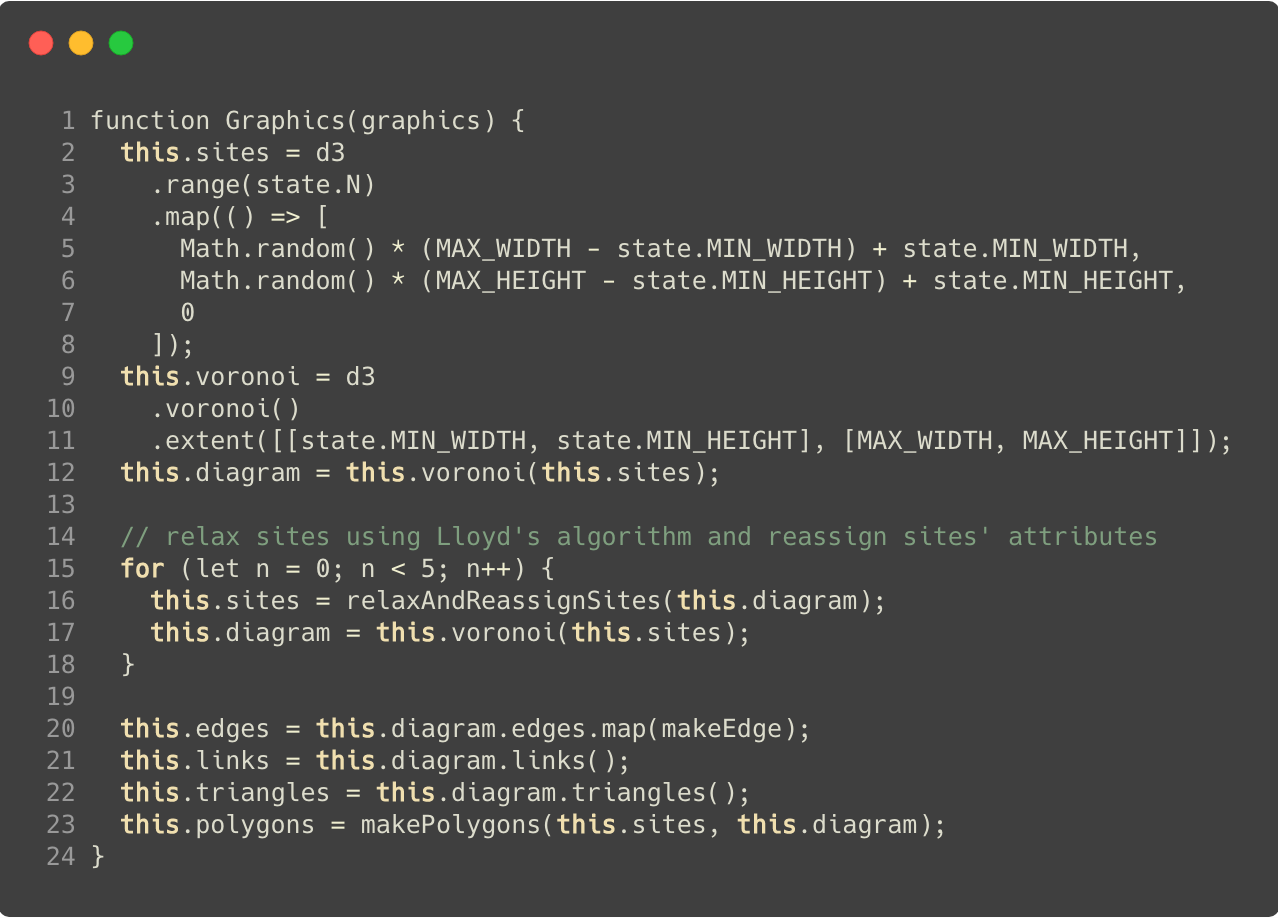 1 function Graphics(graphics) {
2   this.sites = d3
3     .range(state.N)
4     .map(() => [
5       Math.random() * (MAX_WIDTH - state.MIN_WIDTH) + state.MIN_WIDTH,
6       Math.random() * (MAX_HEIGHT - state.MIN_HEIGHT) + state.MIN_HEIGHT,
7       0
8     ]);
9   this.voronoi = d3
10     .voronoi()
11     .extent([[state.MIN_WIDTH, state.MIN_HEIGHT], [MAX_WIDTH, MAX_HEIGHT]]);
12   this.diagram = this.voronoi(this.sites);
13
14   // relax sites using Lloyd's algorithm and reassign sites' attributes
15   for (let n = 0; n < 5; n++) {
16     this.sites = relaxAndReassignSites(this.diagram);
17     this.diagram = this.voronoi(this.sites);
18   }
19
20   this.edges = this.diagram.edges.map(makeEdge);
21   this.links = this.diagram.links();
22   this.triangles = this.diagram.triangles();
23   this.polygons = makePolygons(this.sites, this.diagram);
24 }